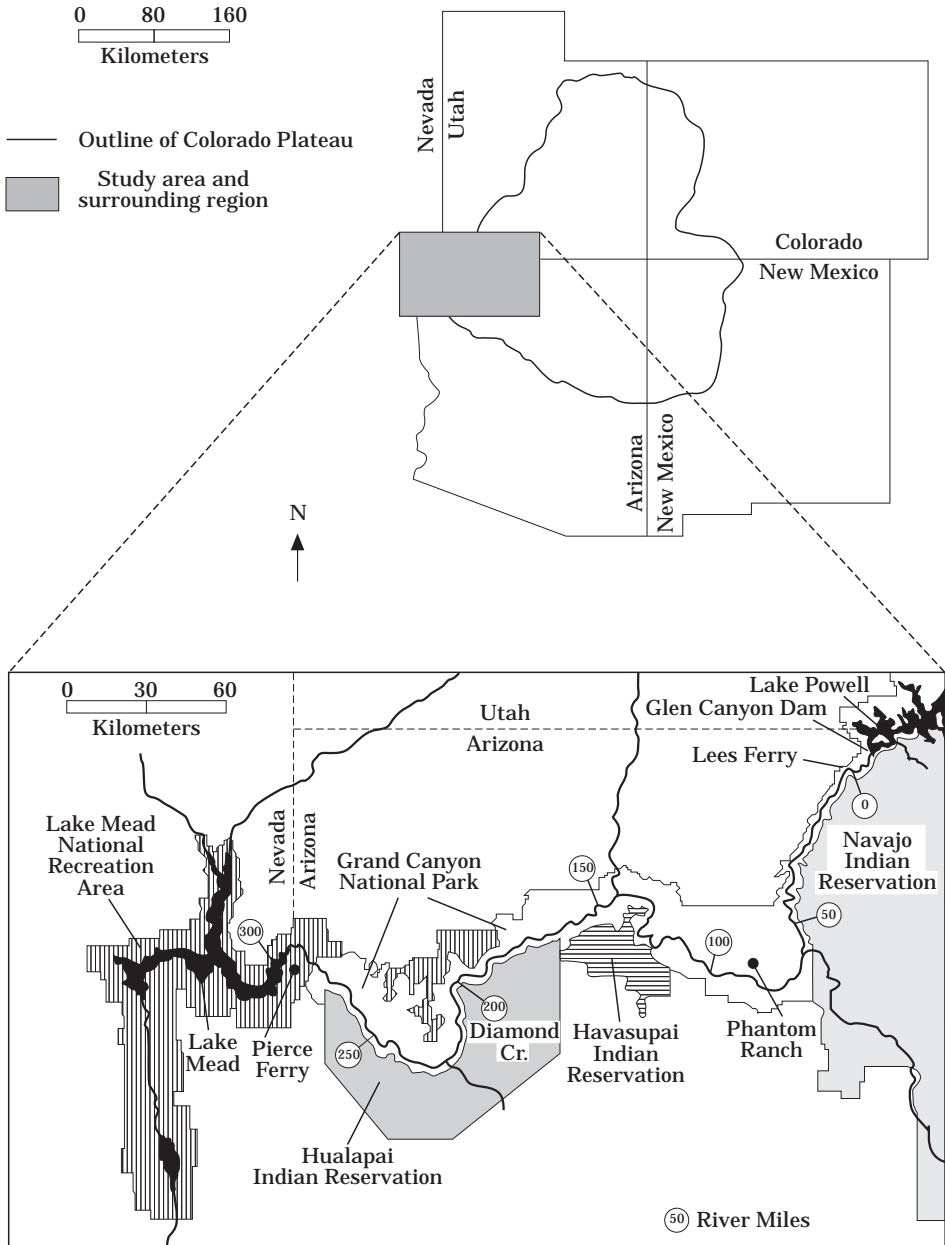 0 80 160
Kilometers
Outline of Colorado Plateau
Study area and
surrounding region
Nevada
Utah
Colorado
New Mexico
Arizona
New Mexico
N
0 30 60
Kilometers
Utah
Arizona
Nevada
Arizona
Lake Powell
Glen Canyon Dam
Lees Ferry
0
Navajo
Indian
Reservation
50
Lake Mead
National
Recreation
Area
Grand Canyon
National Park
150
300
100
200
250
Diamond
Cr.
Lake
Mead
Pierce
Ferry
Havasupai
Indian
Reservation
Phantom
Ranch
Hualapai
Indian Reservation
50 River Miles